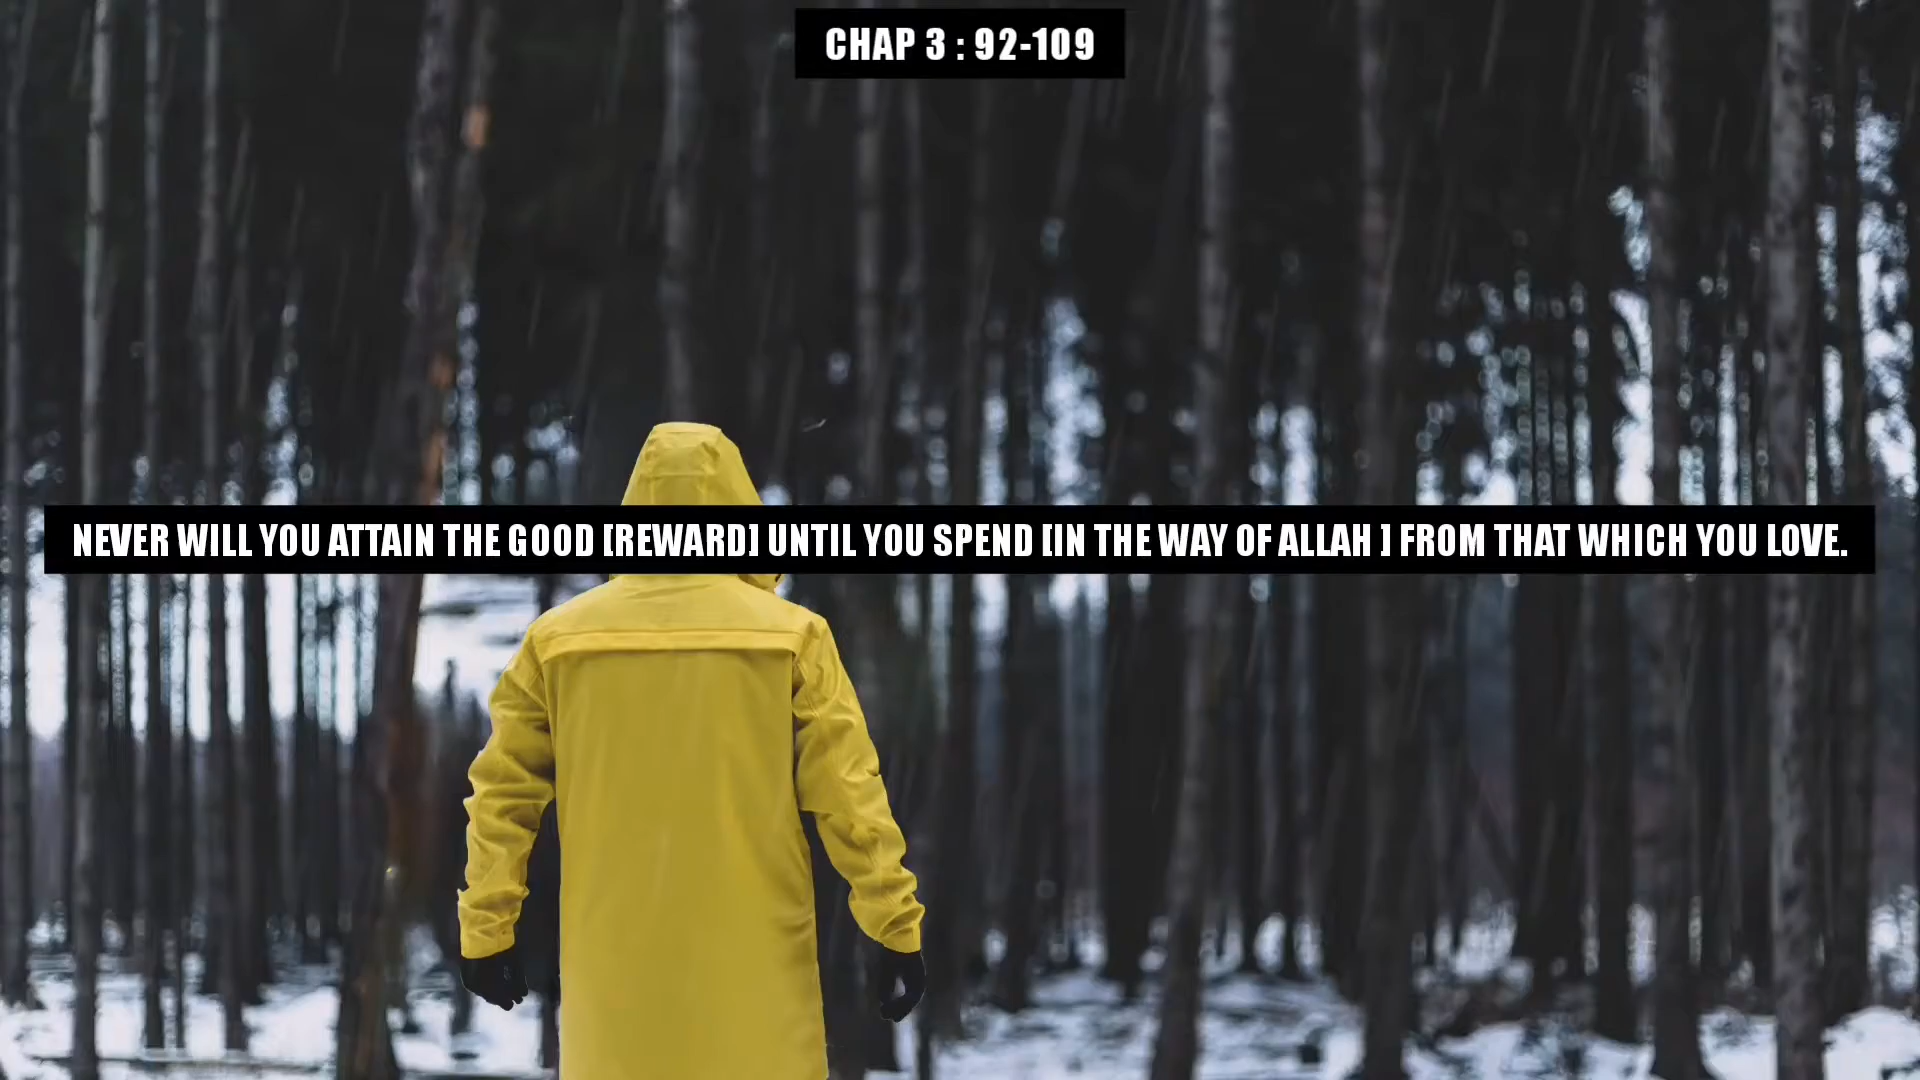 CHAP 3 : 92-109
NEVER WILL YOU ATTAIN THE GOOD [REWARD] UNTIL YOU SPEND [IN THE WAY OF ALLAH ] FROM THAT WHICH YOU LOVE.